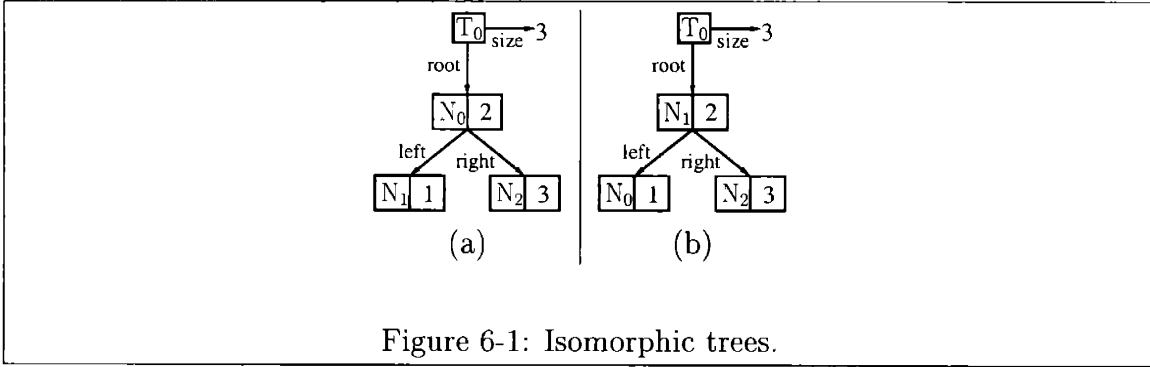 T₀ size 3 T₀ size 3
root root
N₀ 2 N₁ 2
left right left right
N₁ 1 N₂ 3 N₀ 1 N₂ 3
(a) (b)
Figure 6-1: Isomorphic trees.